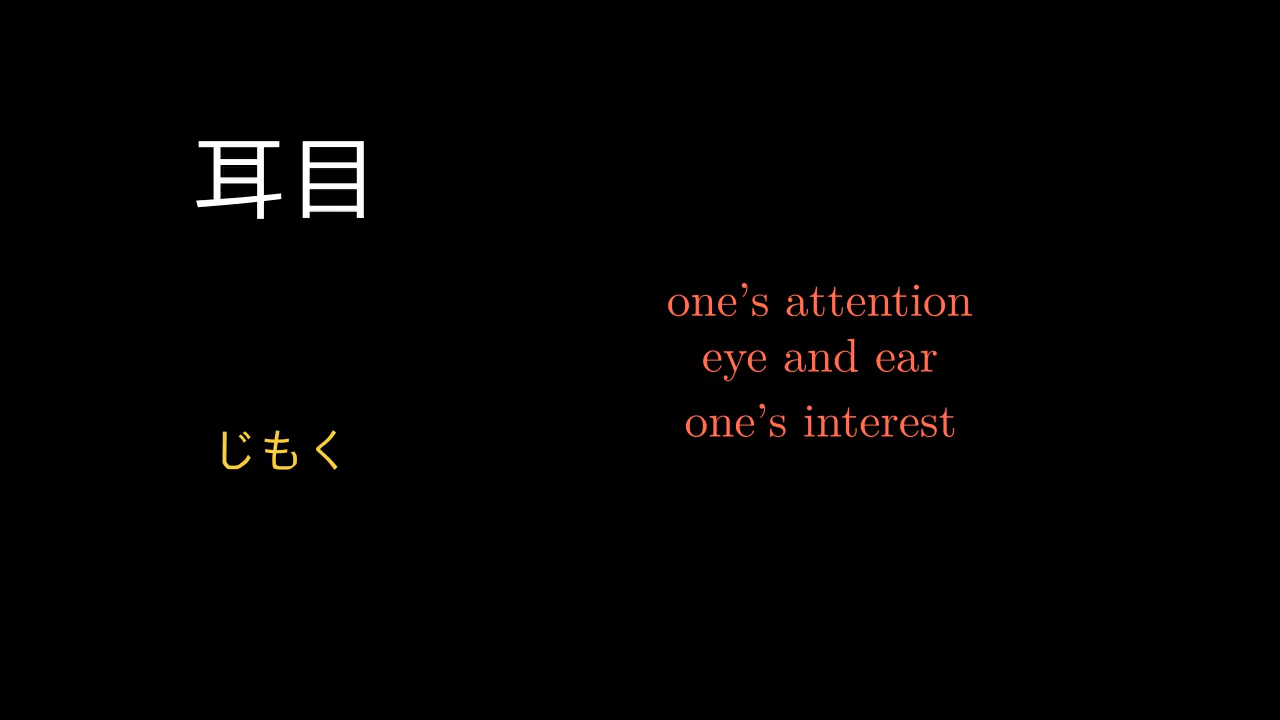 耳目
じもく
one's attention
eye and ear
one's interest